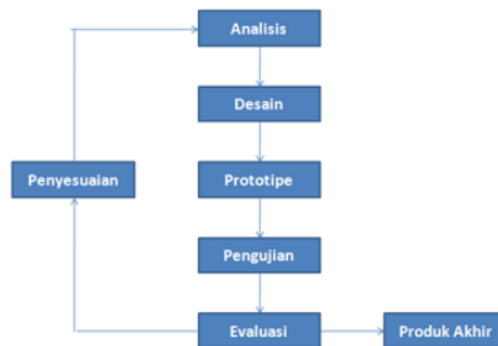 Analisis
Desain
Penyesuaian
Prototipe
Pengujian
Evaluasi
Produk Akhir